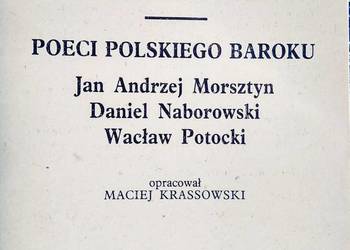 POECI POLSKIEGO BAROKU
Jan Andrzej Morsztyn
Daniel Naborowski
Wacław Potocki
opracował
MACIEJ KRASSOWSKI